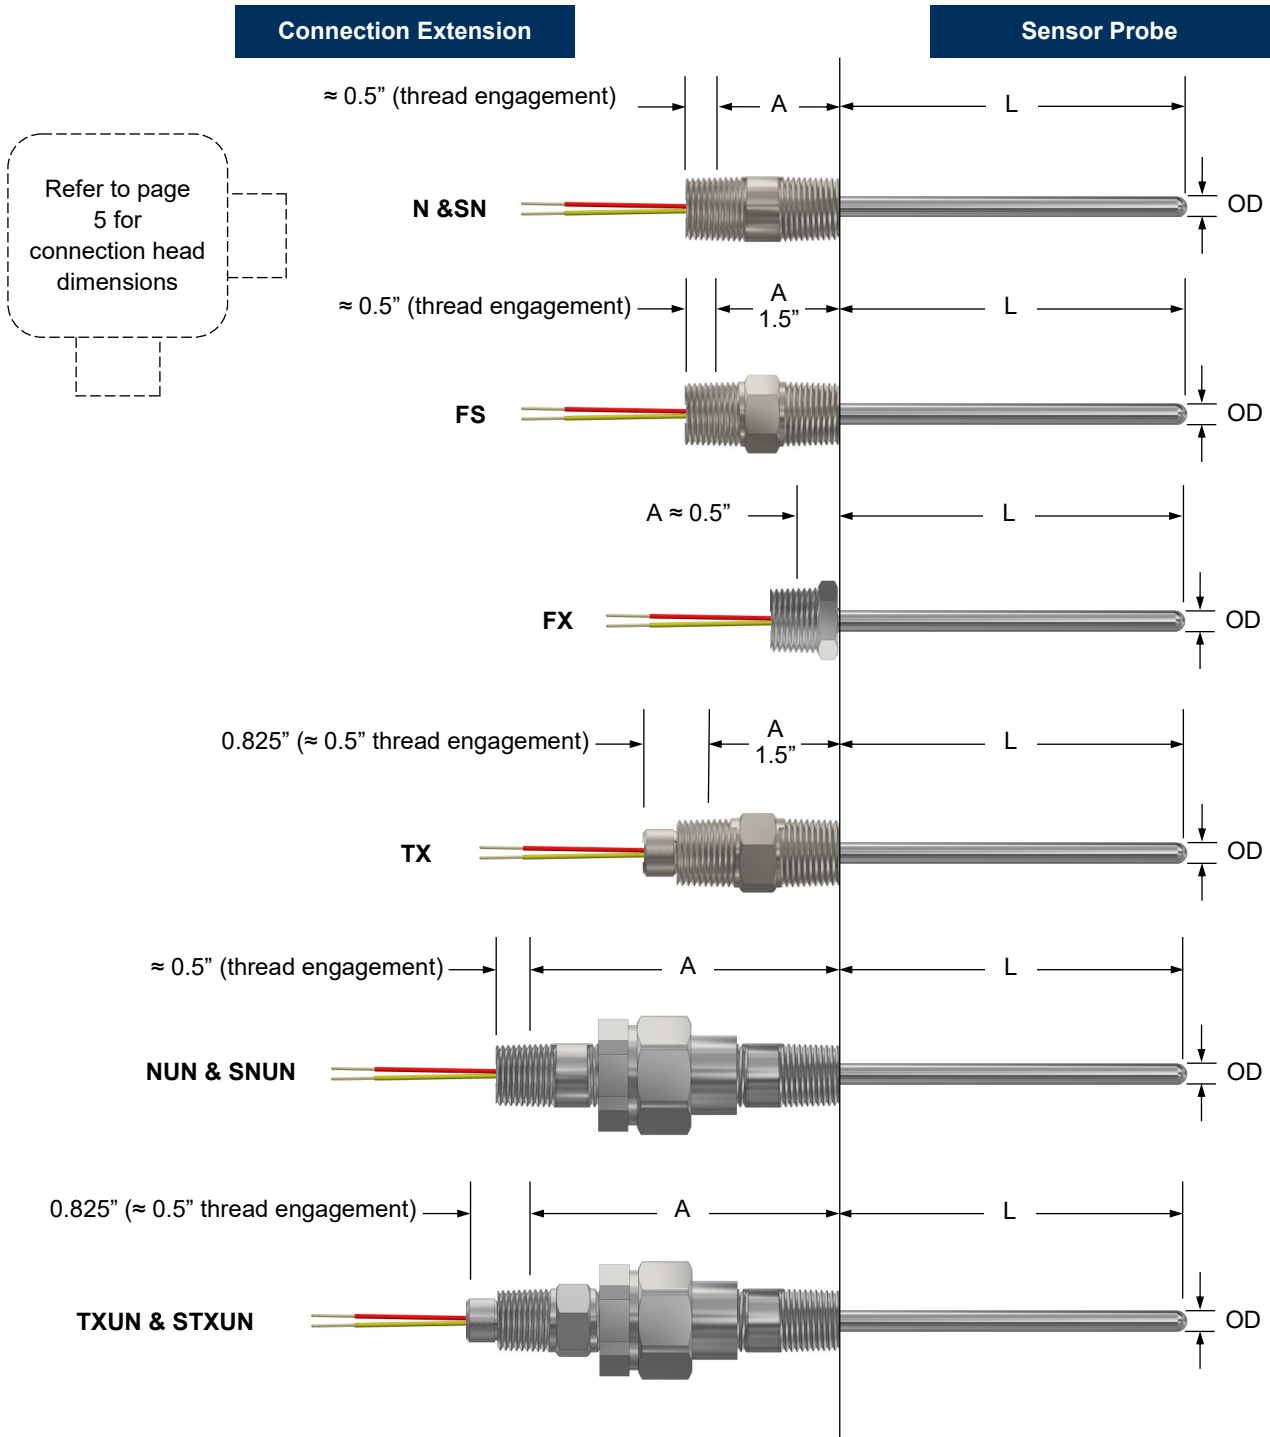 Connection Extension
Sensor Probe
≈ 0.5” (thread engagement)
A
L
Refer to page
5 for
connection head
dimensions
N &SN
OD
≈ 0.5” (thread engagement)
A
1.5”
L
FS
OD
A ≈ 0.5”
L
FX
OD
0.825” (≈ 0.5” thread engagement)
A
1.5”
L
TX
OD
≈ 0.5” (thread engagement)
A
L
NUN & SNUN
OD
0.825” (≈ 0.5” thread engagement)
A
L
TXUN & STXUN
OD